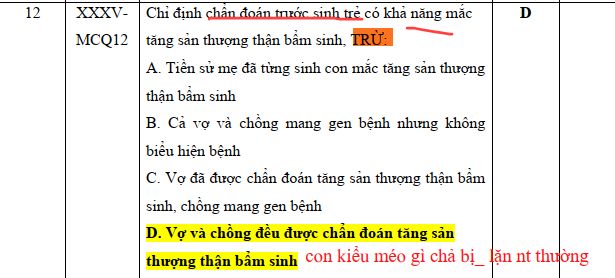 12
XXXV-
MCQ12
Chỉ định chẩn đoán trước sinh trẻ có khả năng mắc
tăng sản thượng thận bẩm sinh, TRỪ:
D
A. Tiền sử mẹ đã từng sinh con mắc tăng sản thượng
thận bẩm sinh
B. Cả vợ và chồng mang gen bệnh nhưng không
biểu hiện bệnh
C. Vợ đã được chẩn đoán tăng sản thượng thận bẩm
sinh, chồng mang gen bệnh
D. Vợ và chồng đều được chẩn đoán tăng sản
thượng thận bẩm sinh con kiểu méo gì chả bị_ lặn nt thường